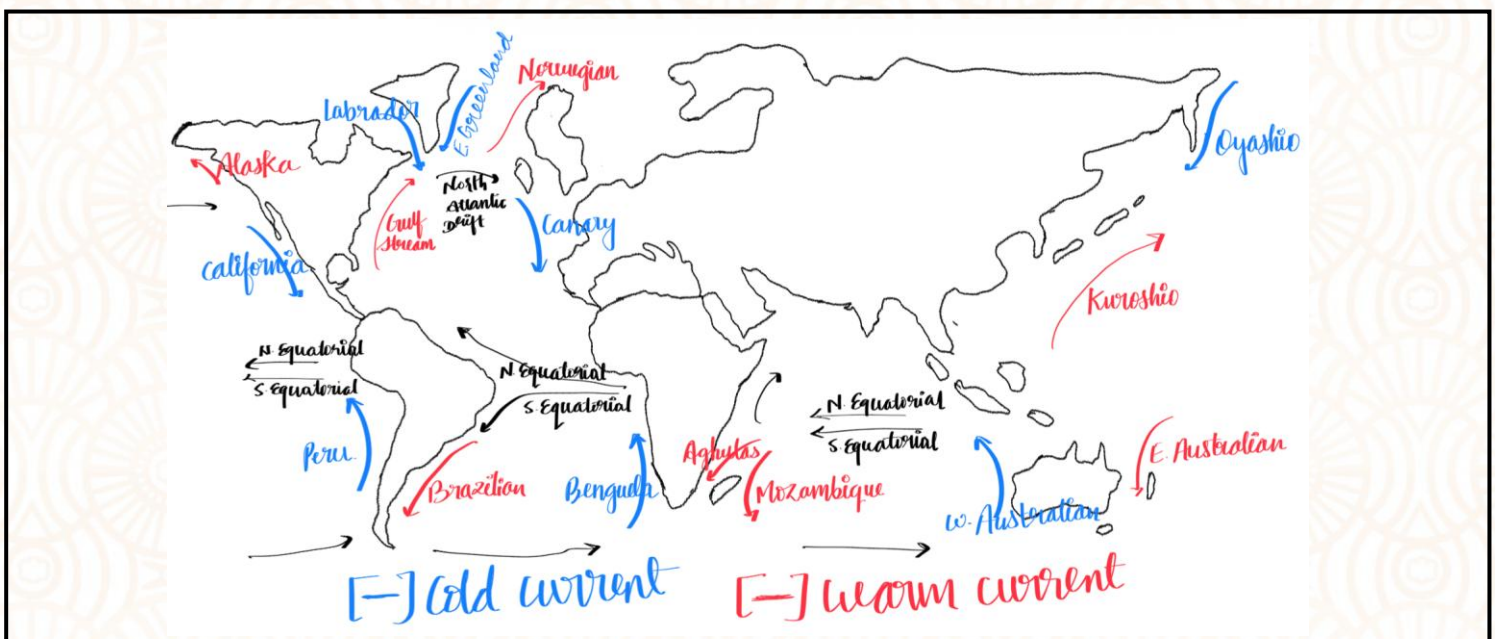 Norwegian
E. Greenland
Labrador
Oyashio
Alaska
North
Atlantic
Drift
Gulf
Stream
Canary
California
Kuroshio
N. Equatorial
S. Equatorial
N. Equatorial
S. Equatorial
N. Equatorial
S. Equatorial
Peru.
Brazilian
Benguela
Aghulas
Mozambique
E. Australian
W. Australian
[-] Cold current
[-] Warm current